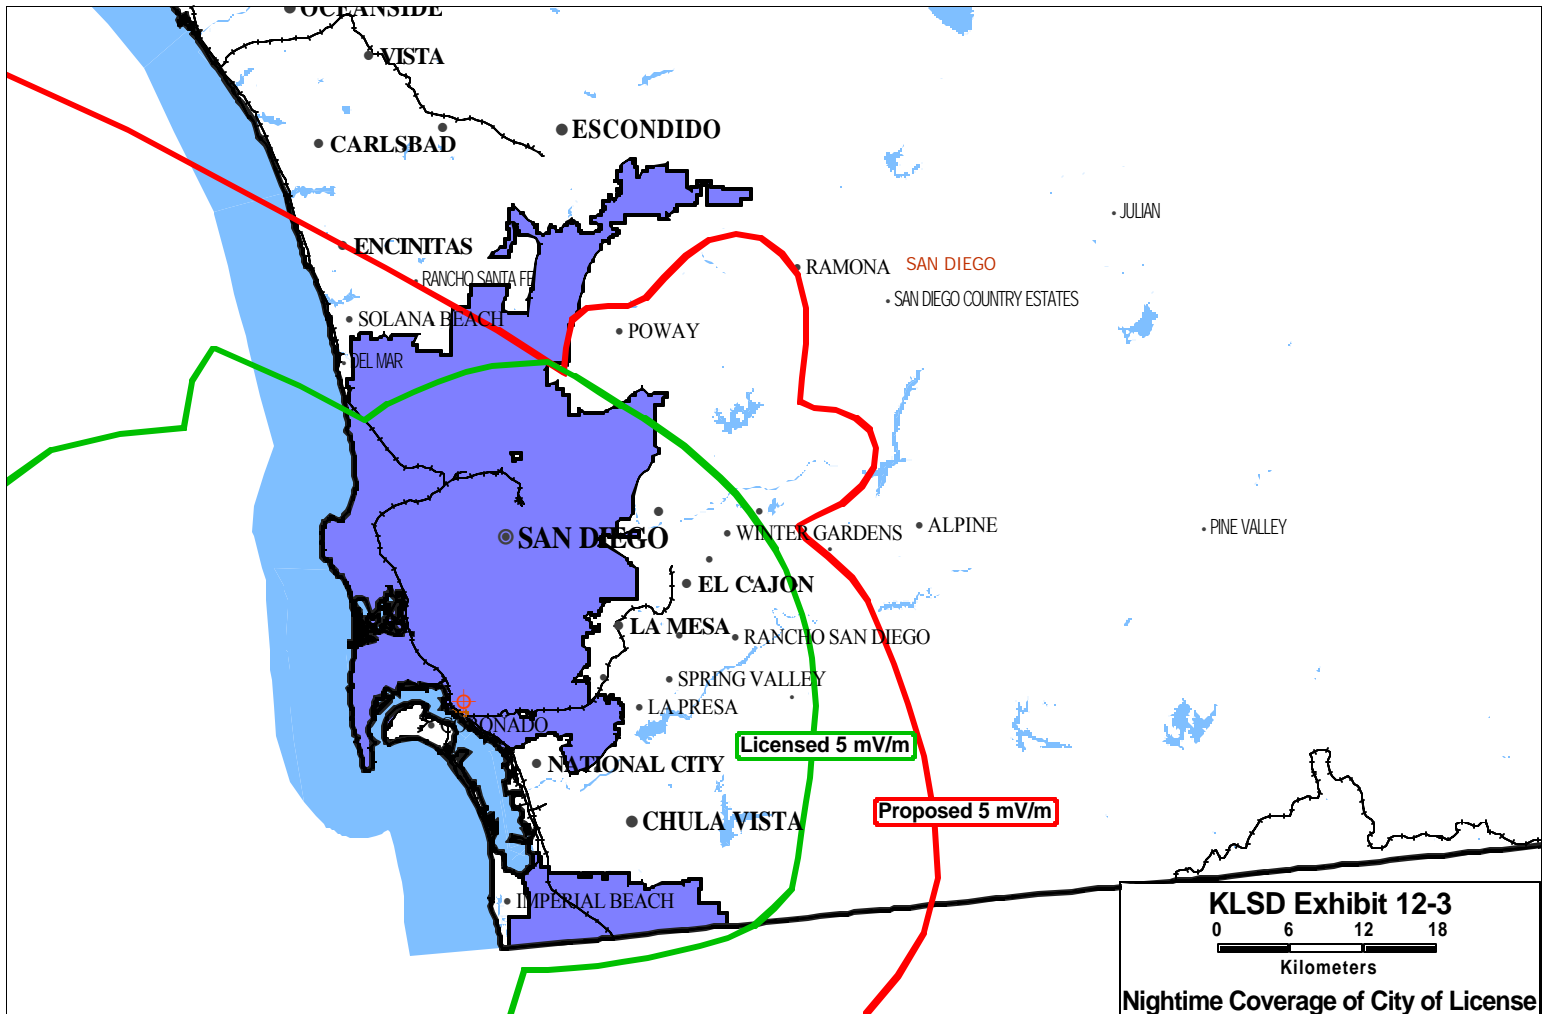 OCEANSIDE
VISTA
CARLSBAD
ESCONDIDO
JULIAN
ENCINITAS
RANCHO SANTA FE
RAMONA
SAN DIEGO
SAN DIEGO COUNTRY ESTATES
SOLANA BEACH
POWAY
DEL MAR
SAN DIEGO
WINTER GARDENS
ALPINE
PINE VALLEY
EL CAJON
LA MESA
RANCHO SAN DIEGO
SPRING VALLEY
LA PRESA
CORONADO
Licensed 5 mV/m
NATIONAL CITY
Proposed 5 mV/m
CHULA VISTA
IMPERIAL BEACH
KLSD Exhibit 12-3
0 6 12 18
Kilometers
Nightime Coverage of City of License